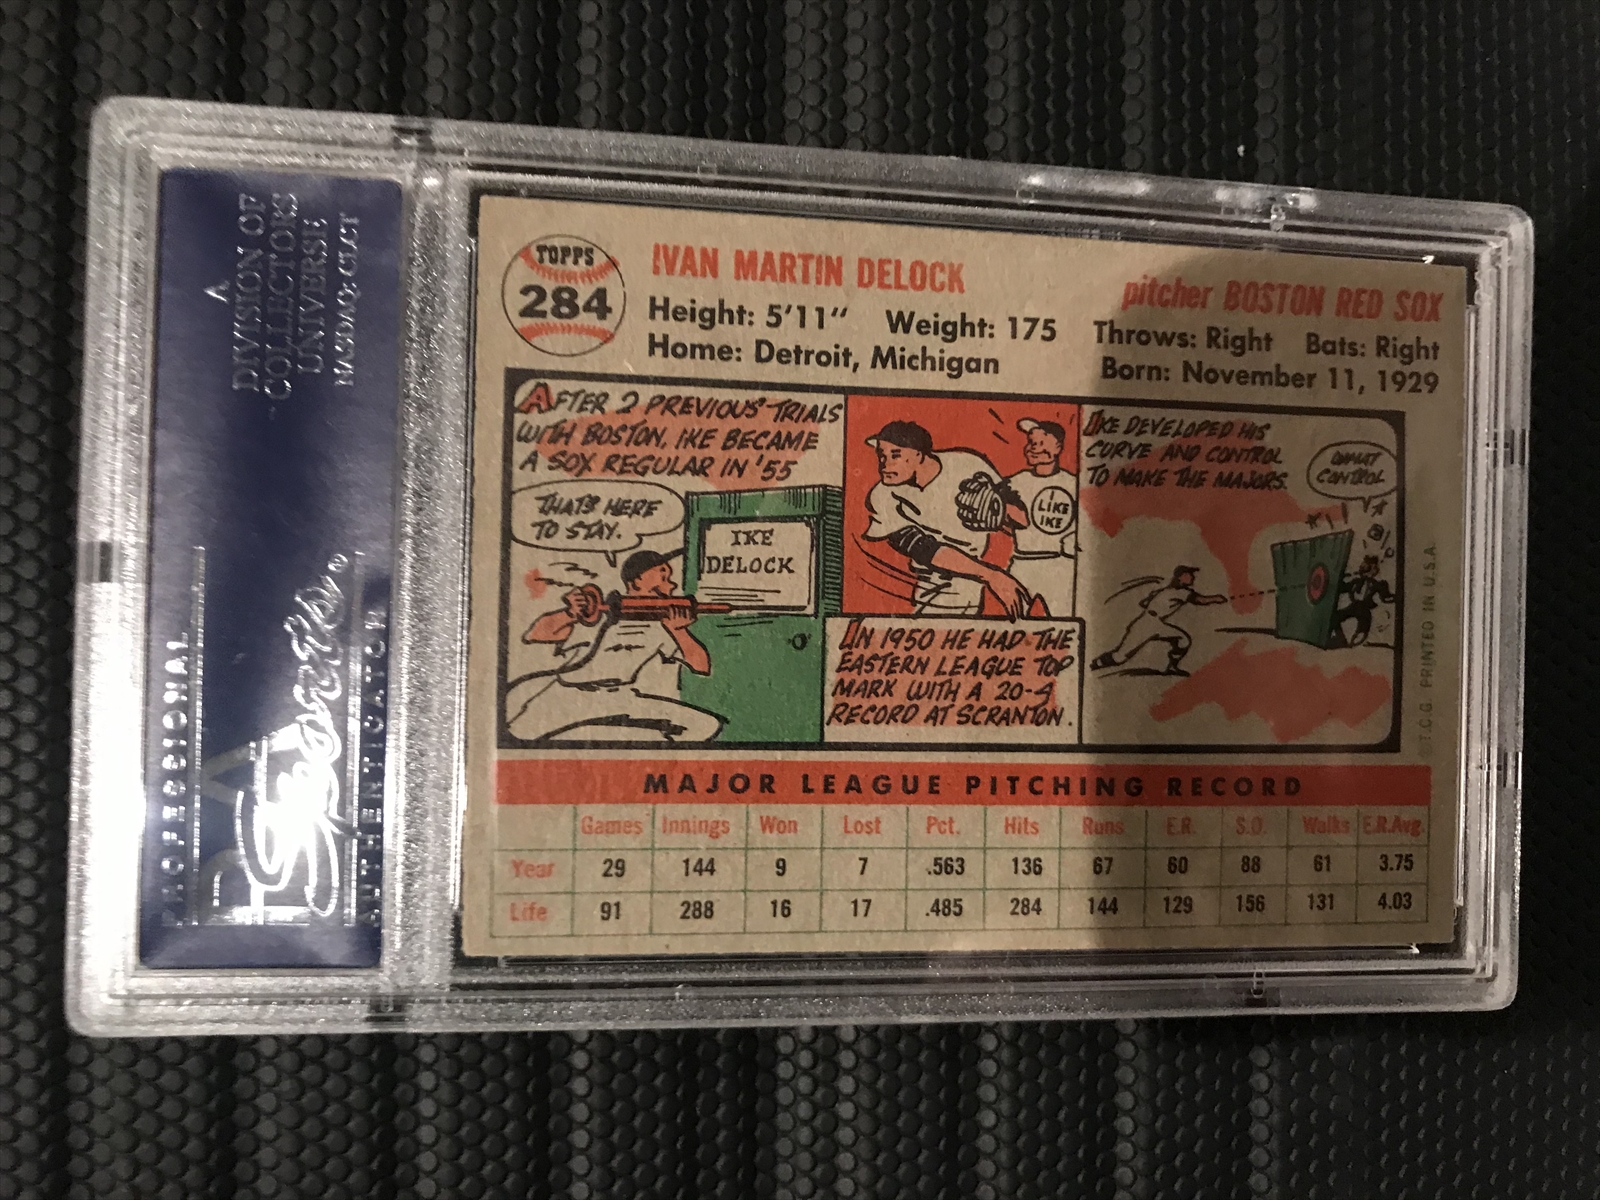 A
DIVISION OF
COLLECTORS
UNIVERSE
NASDAQ: CLCT
PROFESSIONAL
PSA
Sports®
AUTHENTICATOR
TOPPS
284
IVAN MARTIN DELOCK
pitcher BOSTON RED SOX
Height: 5'11" Weight: 175 Throws: Right Bats: Right
Home: Detroit, Michigan Born: November 11, 1929
AFTER 2 PREVIOUS TRIALS
WITH BOSTON, IKE BECAME
A SOX REGULAR IN '55
THAT'S HERE
TO STAY.
IKE
DELOCK
I
LIKE
IKE
IN 1950 HE HAD THE
EASTERN LEAGUE TOP
MARK WITH A 20-4
RECORD AT SCRANTON.
IKE DEVELOPED HIS
CURVE AND CONTROL
TO MAKE THE MAJORS.
WHAT
CONTROL
T.C.G. PRINTED IN U.S.A.
MAJOR LEAGUE PITCHING RECORD
Games Innings Won Lost Pct. Hits Runs E.R. S.O. Walks E.R.Avg.
Year 29 144 9 7 .563 136 67 60 88 61 3.75
Life 91 288 16 17 .485 284 144 129 156 131 4.03